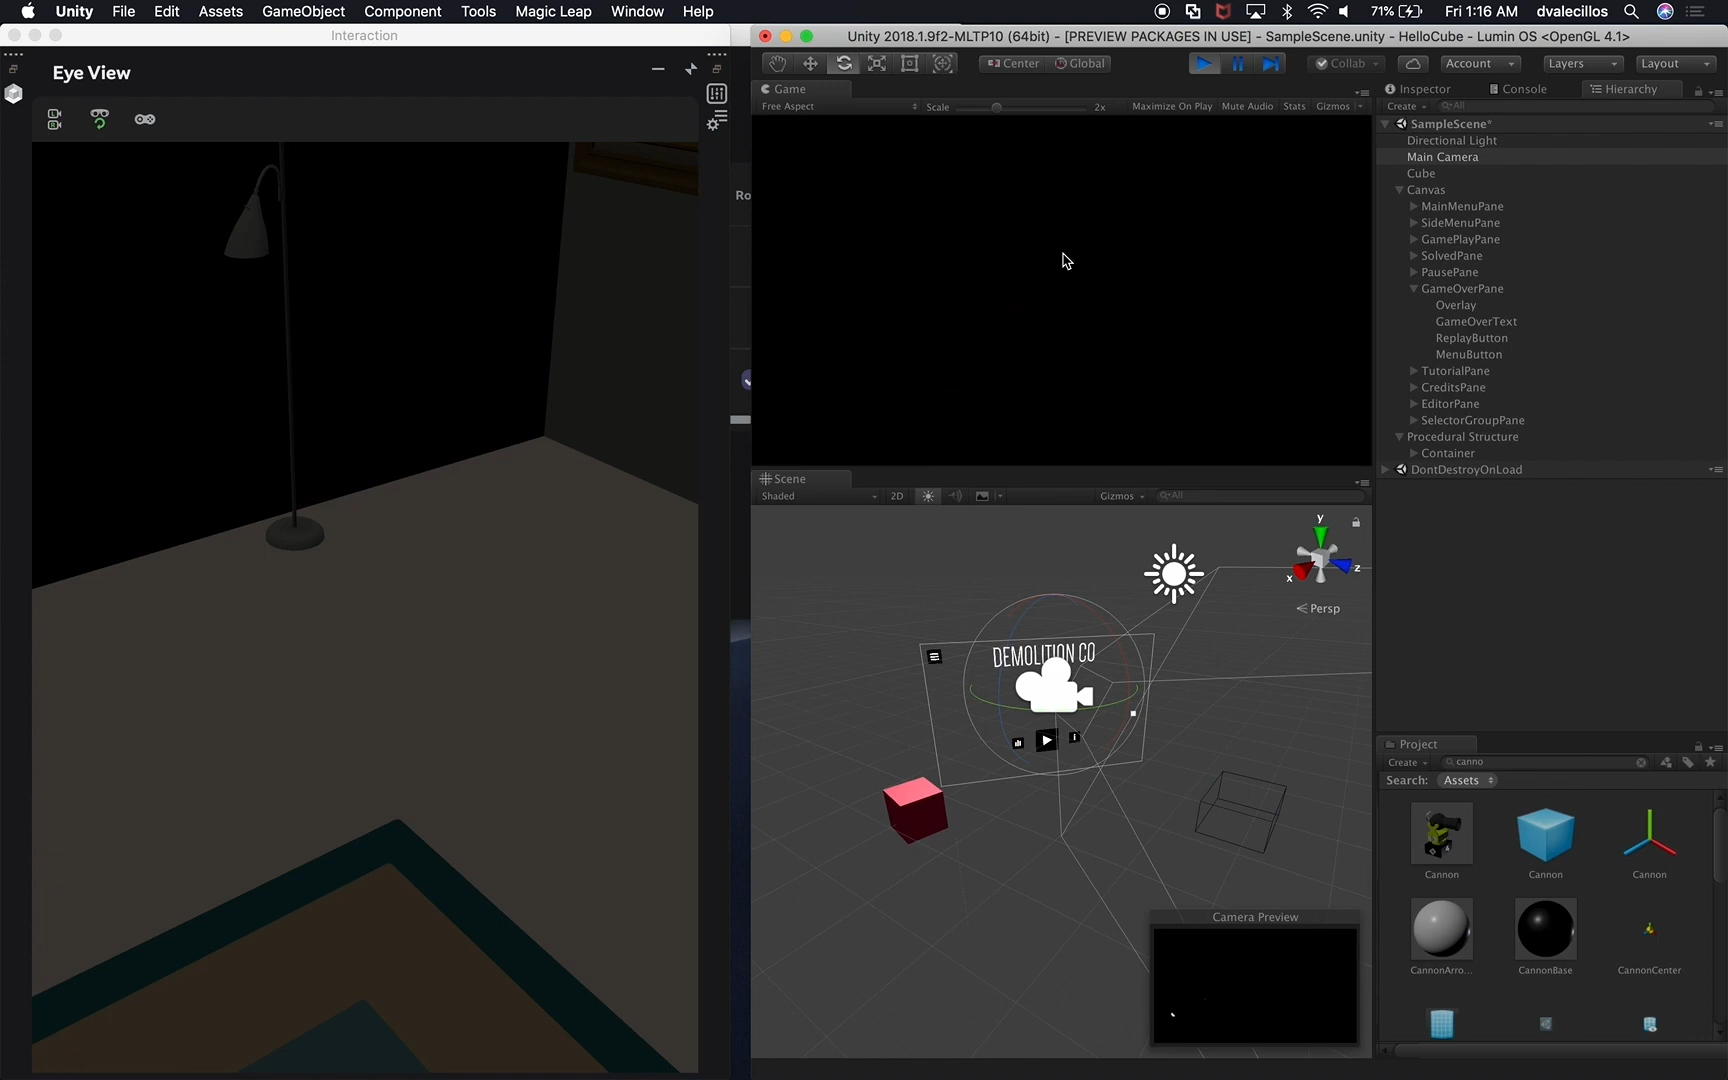 Unity File Edit Assets GameObject Component Tools Magic Leap Window Help 71% Fri 1:16 AM dvalecillos
Interaction
Unity 2018.1.9f2-MLTP10 (64bit) - [PREVIEW PACKAGES IN USE] - SampleScene.unity - HelloCube - Lumin OS <OpenGL 4.1>
Eye View
L
R
Center Global Collab Account Layers Layout
Game
Free Aspect Scale 2x Maximize On Play Mute Audio Stats Gizmos
Ro
Inspector Console Hierarchy
Create All
SampleScene*
Directional Light
Main Camera
Cube
Canvas
MainMenuPane
SideMenuPane
GamePlayPane
SolvedPane
PausePane
GameOverPane
Overlay
GameOverText
ReplayButton
MenuButton
TutorialPane
CreditsPane
EditorPane
SelectorGroupPane
Procedural Structure
Container
DontDestroyOnLoad
Scene
Shaded 2D Gizmos All
y
x
z
Persp
DEMOLITION CO
Camera Preview
Project
Create canno
Search: Assets
Cannon Cannon Cannon
CannonArro... CannonBase CannonCenter